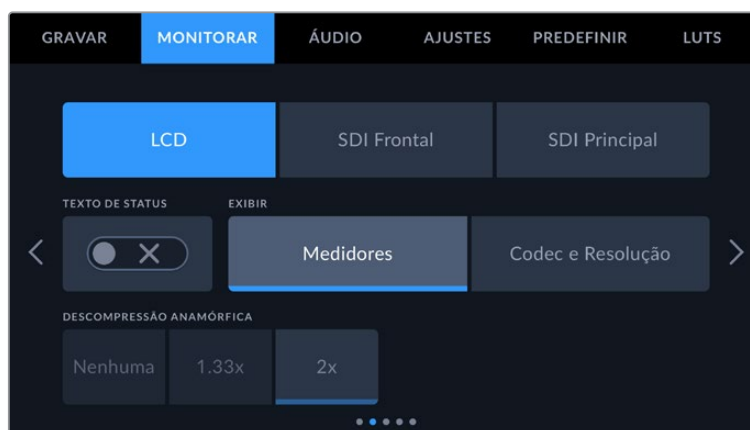 GRAVAR MONITORAR ÁUDIO AJUSTES PREDEFINIR LUTS
LCD SDI Frontal SDI Principal
TEXTO DE STATUS EXIBIR
Medidores Codec e Resolução
DESCOMPRESSÃO ANAMÓRFICA
Nenhuma 1.33x 2x